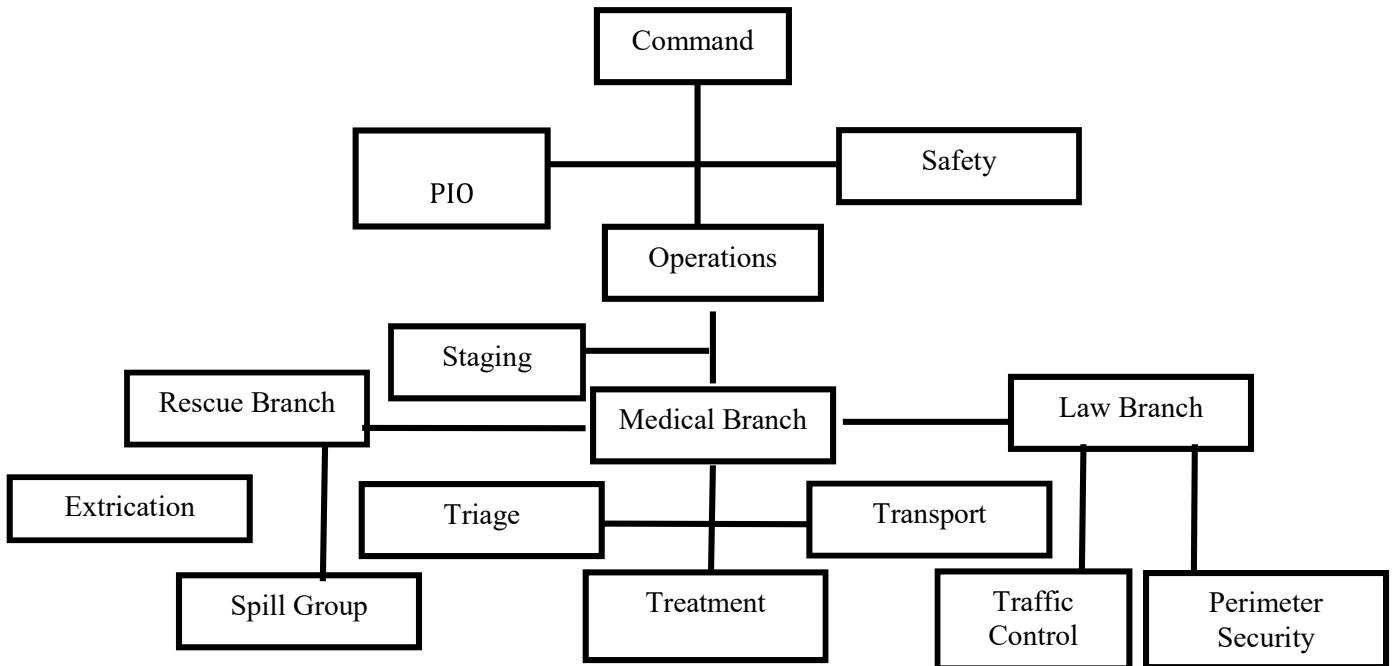 Command
PIO
Safety
Operations
Staging
Rescue Branch
Medical Branch
Law Branch
Extrication
Triage
Transport
Spill Group
Treatment
Traffic
Control
Perimeter
Security